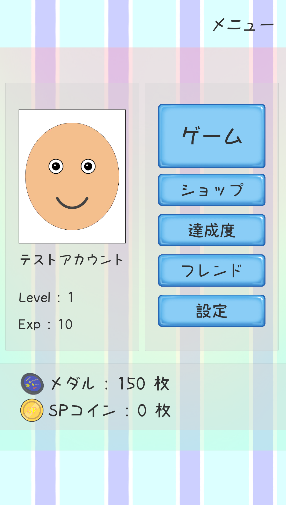 メニュー
テストアカウント
Level : 1
Exp : 10
ゲーム
ショップ
達成度
フレンド
設定
メダル : 150 枚
SPコイン : 0 枚